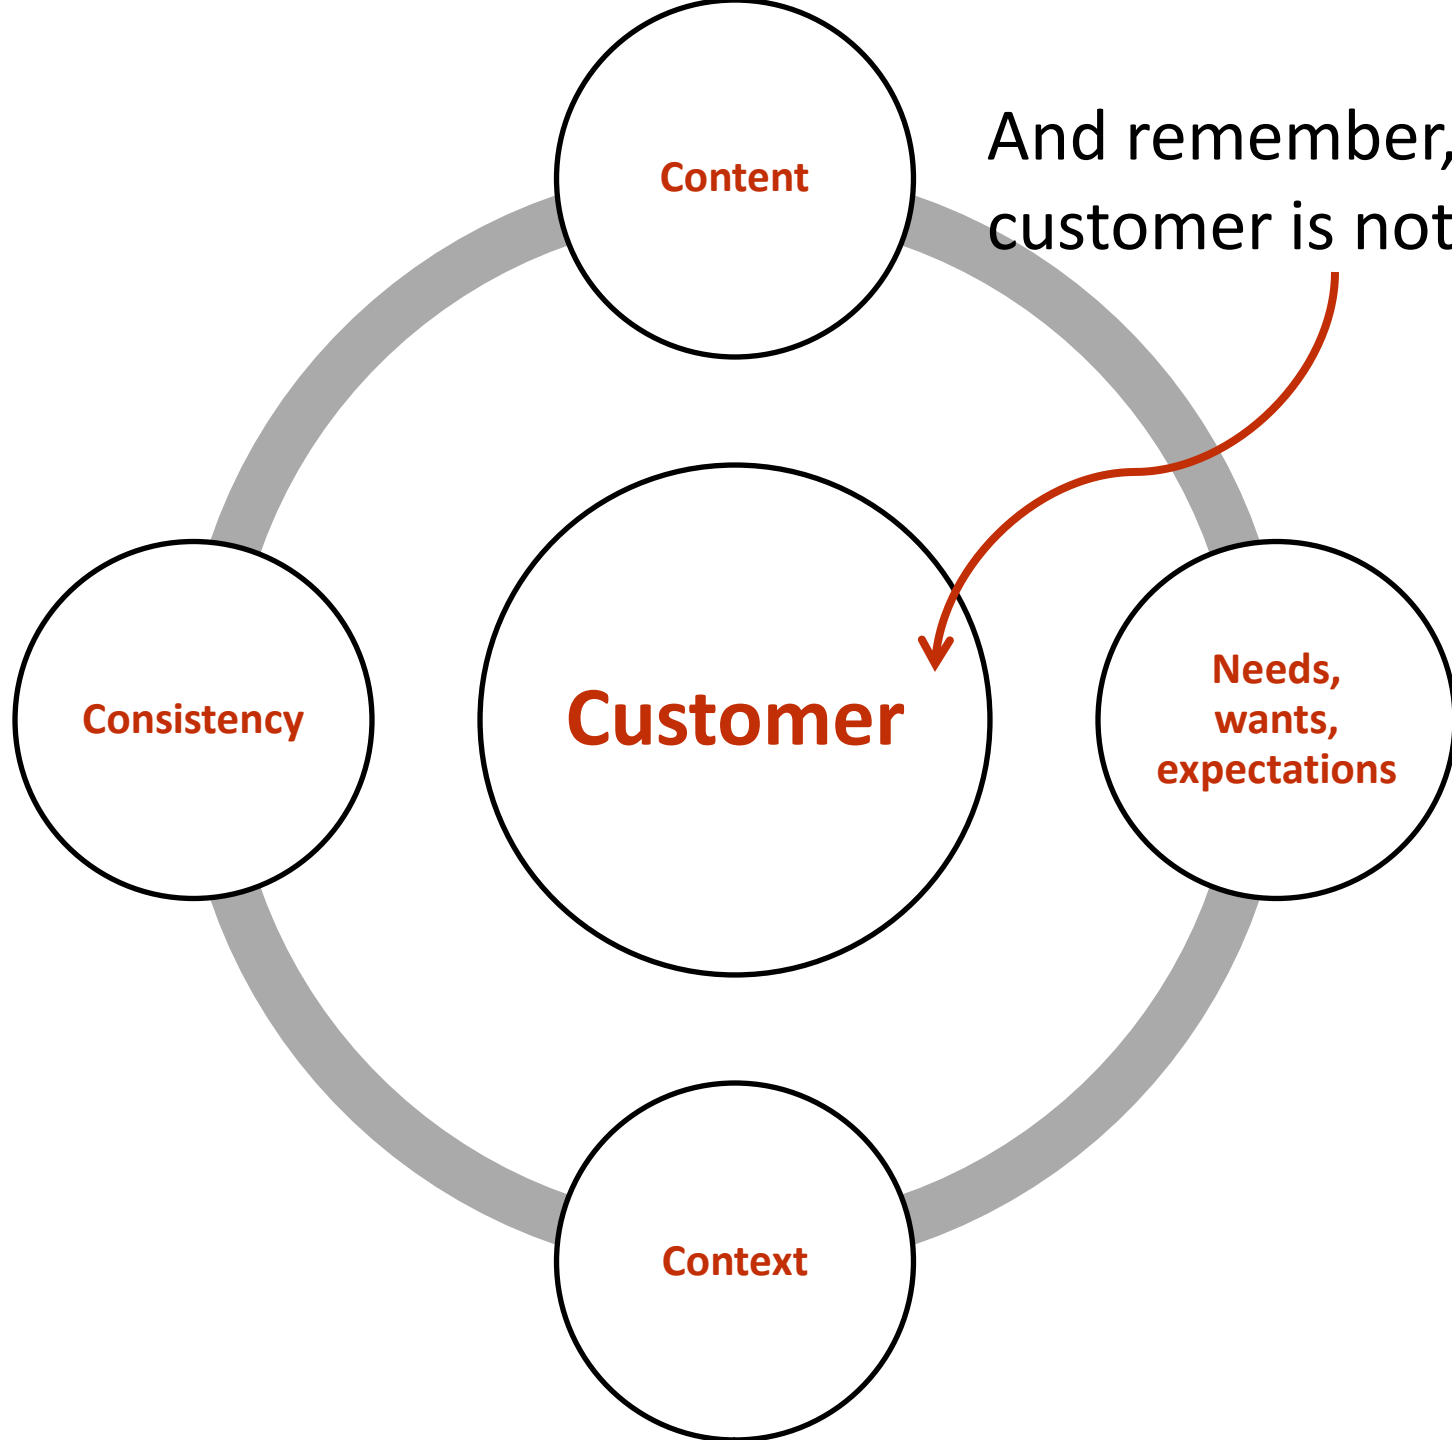 Content
And remember,
customer is not
Consistency
Customer
Needs,
wants,
expectations
Context